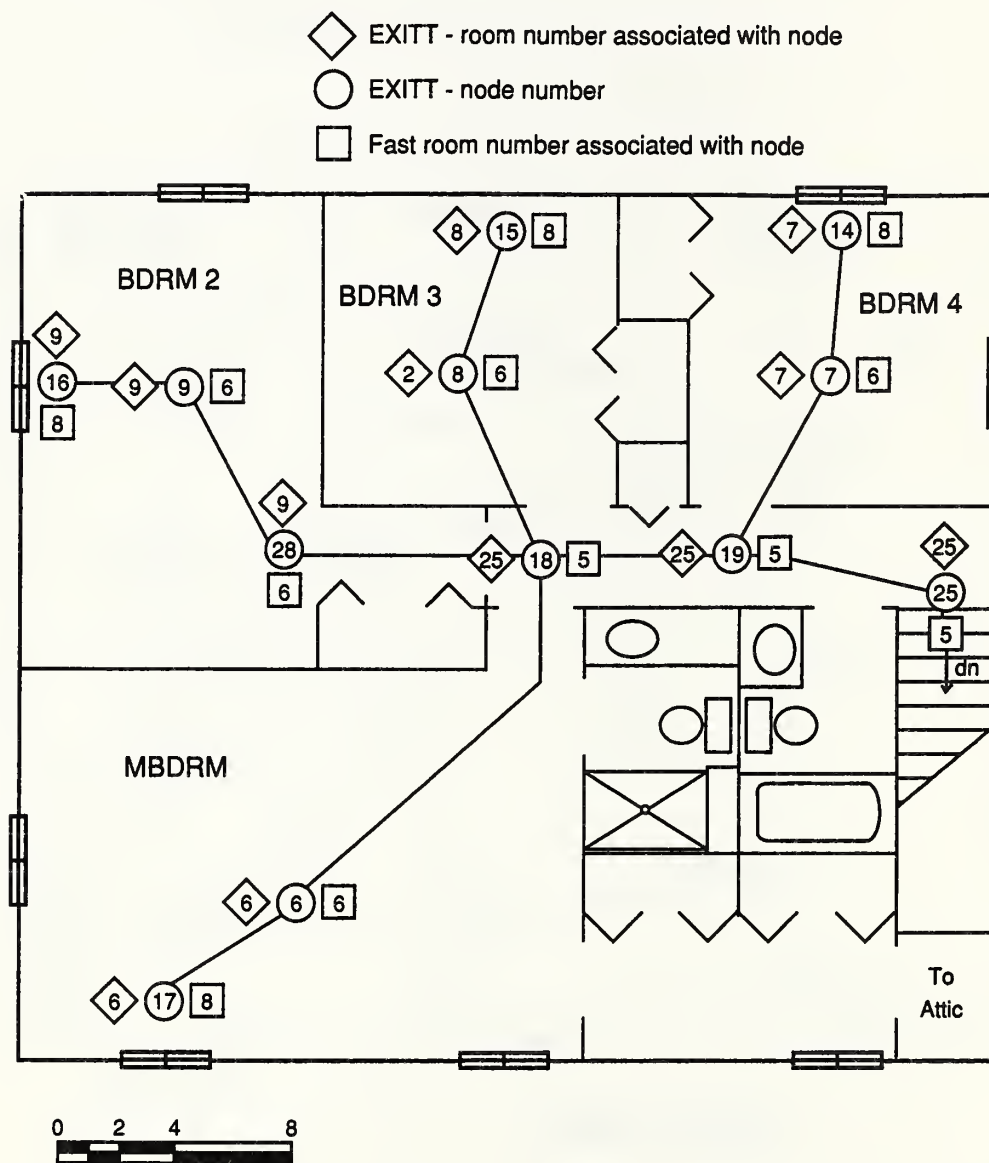 EXITT - room number associated with node
EXITT - node number
Fast room number associated with node
8 15 8
7 14 8
BDRM 2
BDRM 3
BDRM 4
9
16
8
9 9 6
2 8 6
7 7 6
9
28
6
25 18 5
25 19 5
25
25
5
dn
MBDRM
6 6 6
6 17 8
To
Attic
0 2 4 8